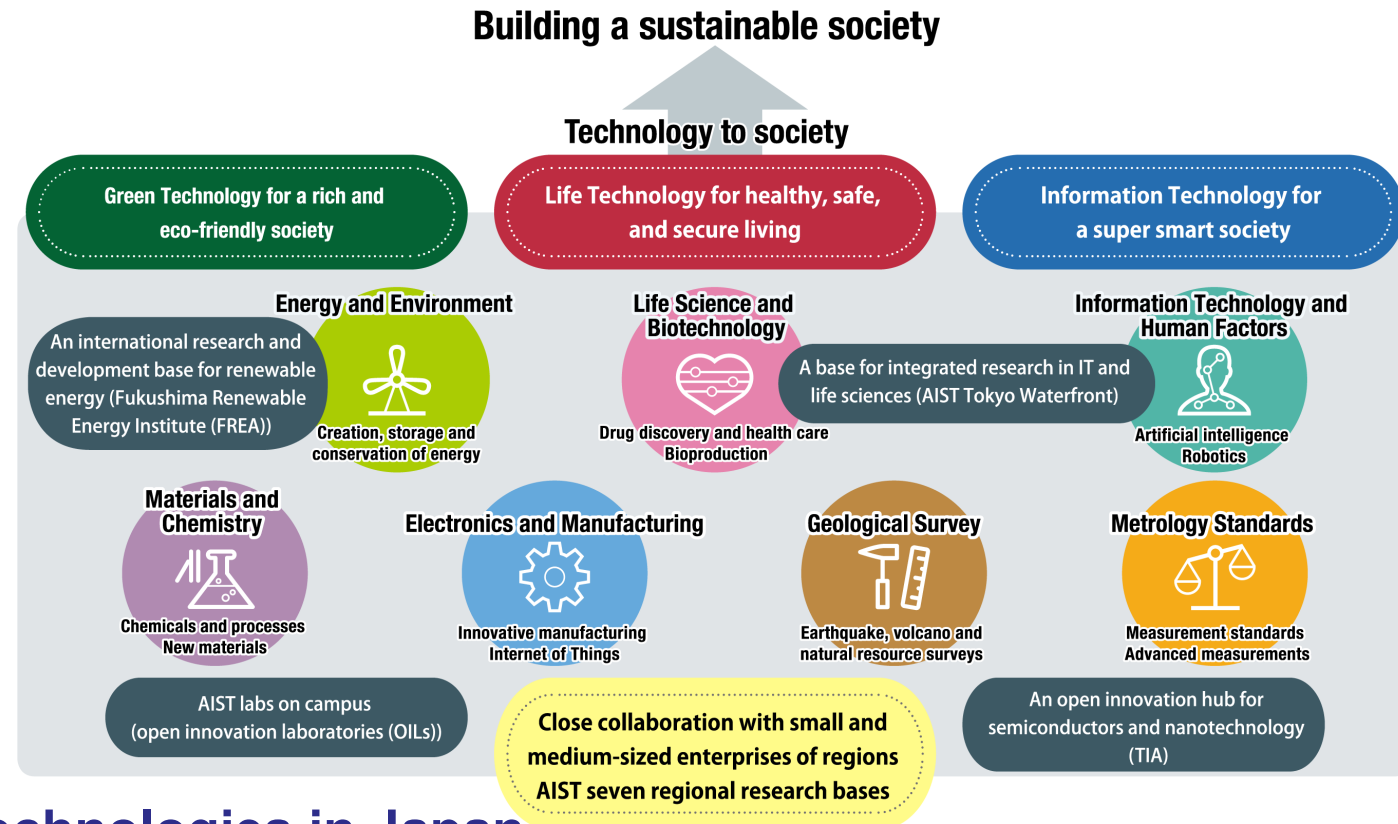 Building a sustainable society
Technology to society
Green Technology for a rich and
eco-friendly society
Life Technology for healthy, safe,
and secure living
Information Technology for
a super smart society
Energy and Environment
An international research and
development base for renewable
energy (Fukushima Renewable
Energy Institute (FREA))
Creation, storage and
conservation of energy
Life Science and
Biotechnology
Drug discovery and health care
Bioproduction
A base for integrated research in IT and
life sciences (AIST Tokyo Waterfront)
Information Technology and
Human Factors
Artificial intelligence
Robotics
Materials and
Chemistry
Chemicals and processes
New materials
Electronics and Manufacturing
Innovative manufacturing
Internet of Things
Geological Survey
Earthquake, volcano and
natural resource surveys
Metrology Standards
Measurement standards
Advanced measurements
AIST labs on campus
(open innovation laboratories (OILs))
Close collaboration with small and
medium-sized enterprises of regions
AIST seven regional research bases
An open innovation hub for
semiconductors and nanotechnology
(TIA)
in Japan